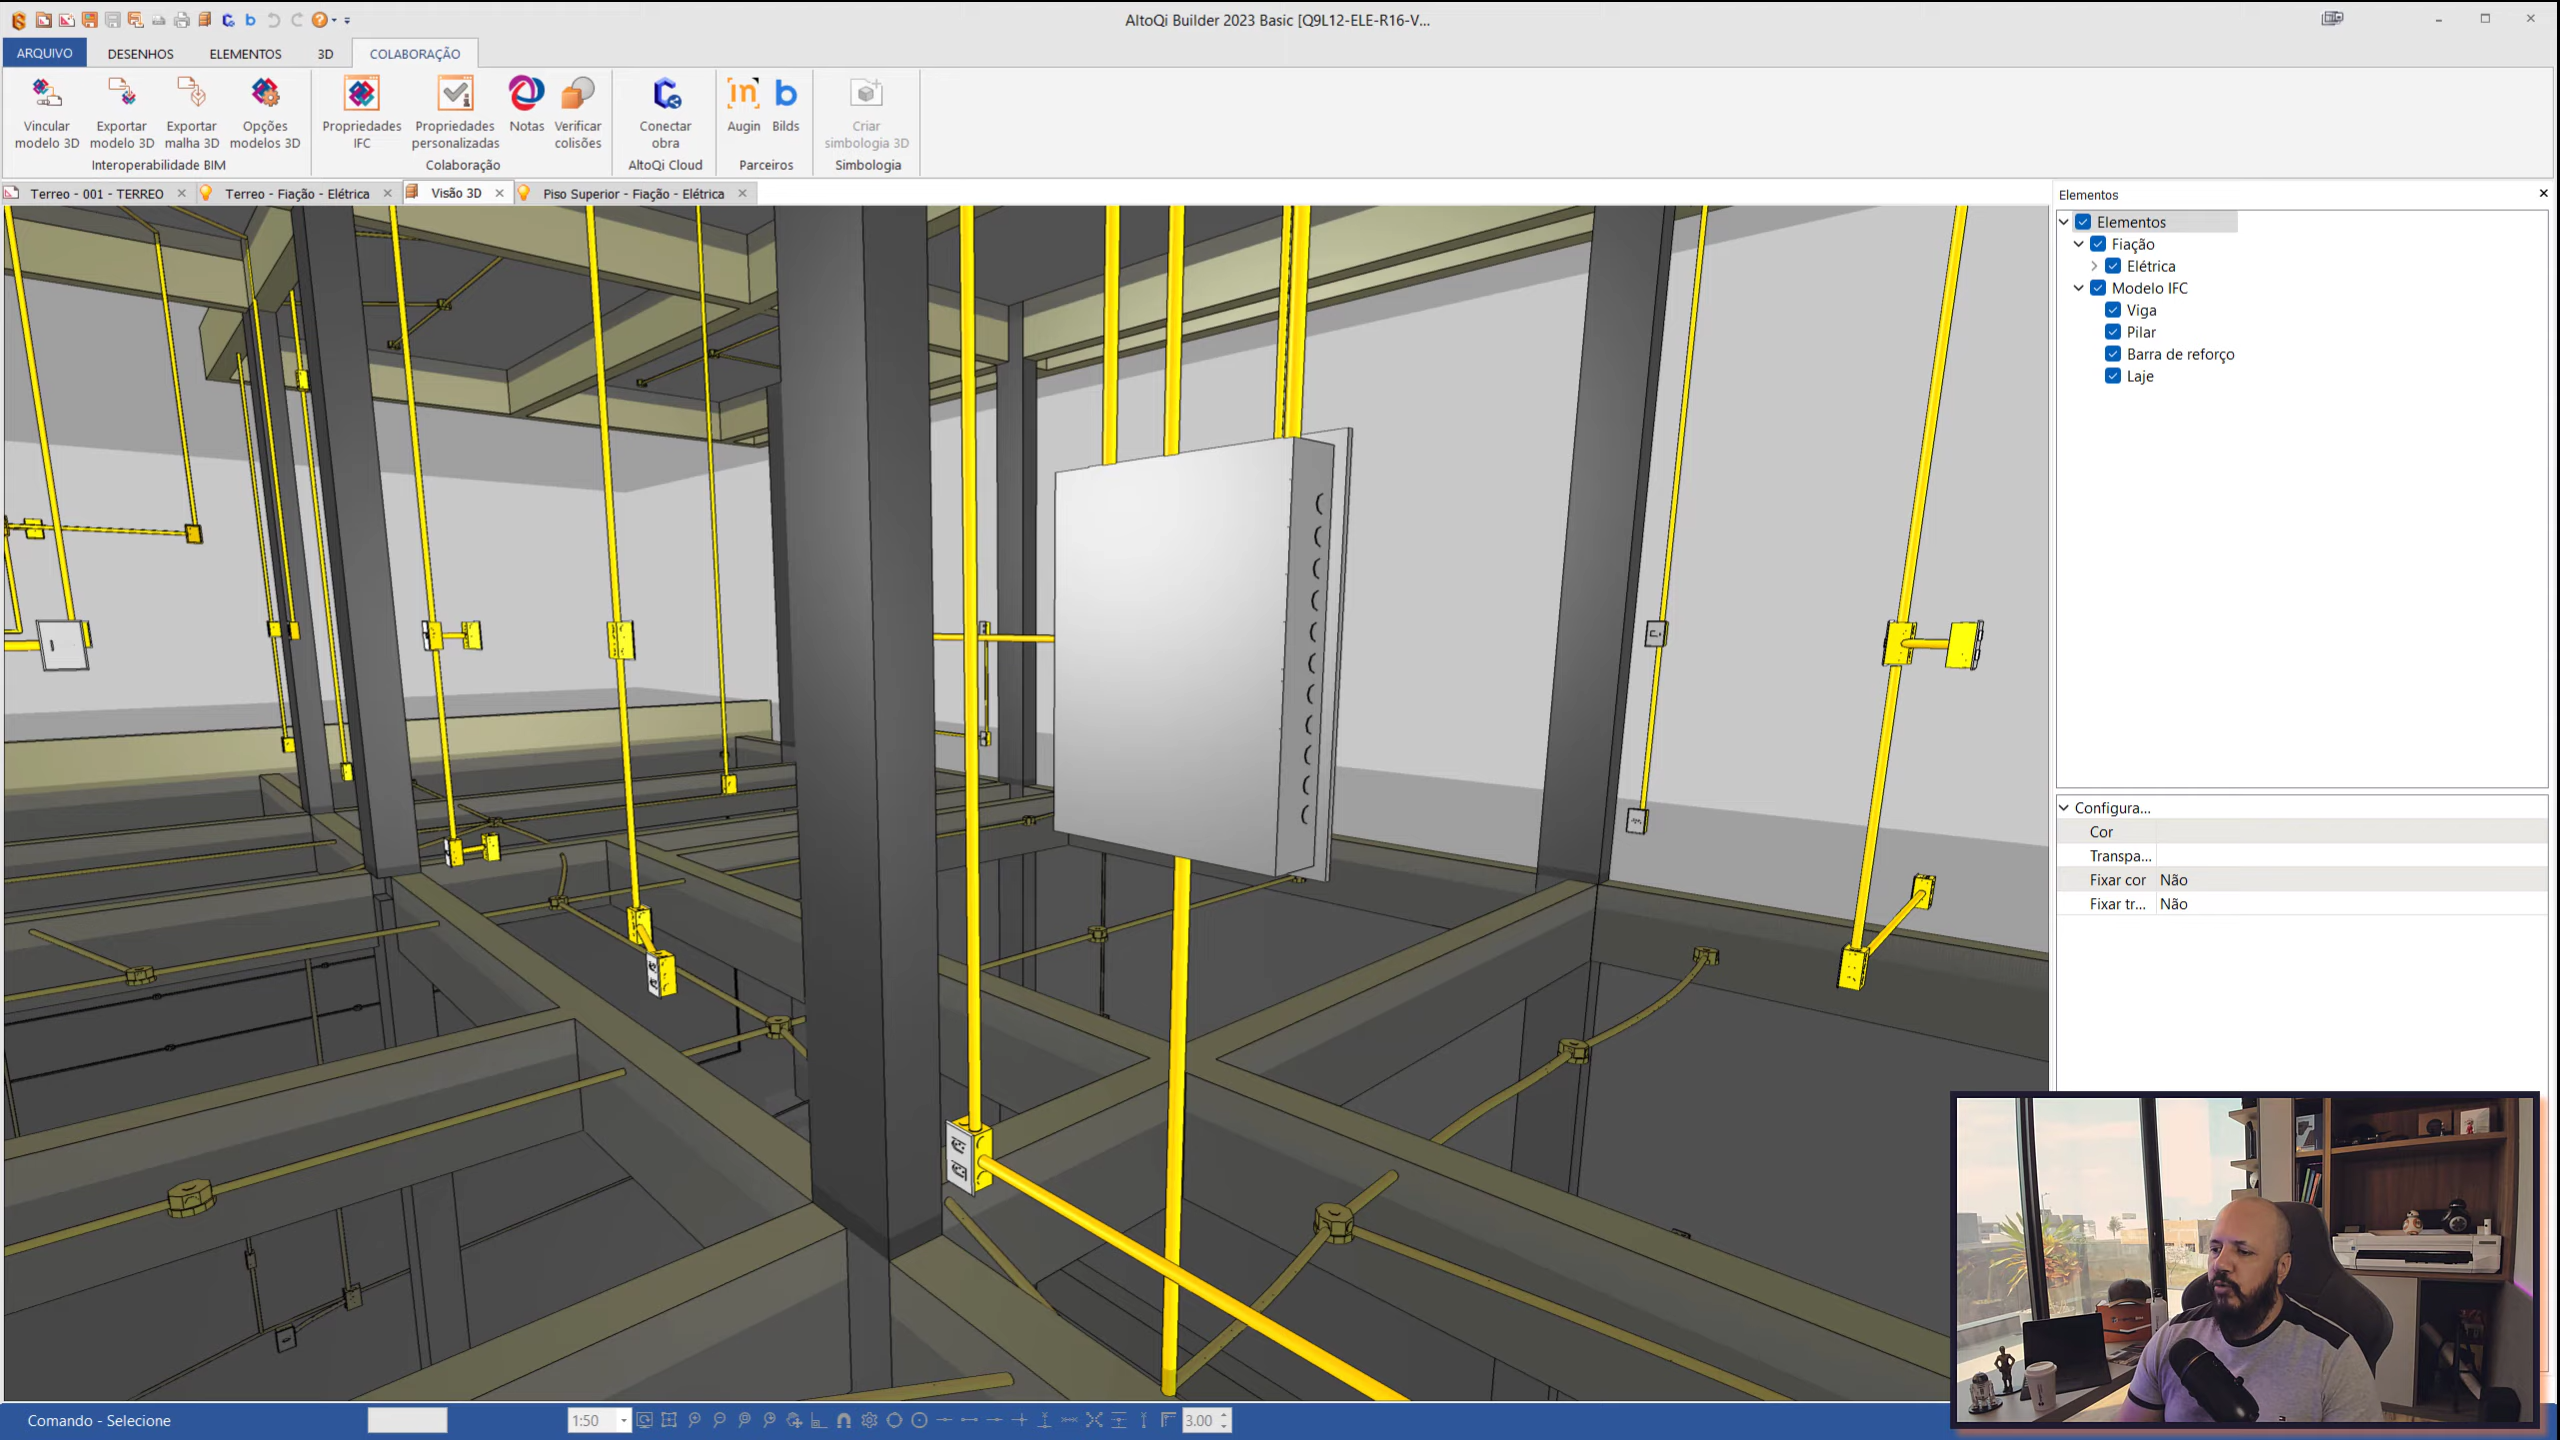 AltoQi Builder 2023 Basic [Q9L12-ELE-R16-V...
ARQUIVO DESENHOS ELEMENTOS 3D COLABORAÇÃO
Vincular modelo 3D
Exportar modelo 3D
Exportar malha 3D
Opções modelos 3D
Interoperabilidade BIM
Propriedades IFC
Propriedades personalizadas
Notas
Verificar colisões
Colaboração
Conectar obra
AltoQi Cloud
Augin
Bilds
Parceiros
Criar simbologia 3D
Simbologia
Terreo - 001 - TERREO
Terreo - Fiação - Elétrica
Visão 3D
Piso Superior - Fiação - Elétrica
Elementos
Elementos
Fiação
Elétrica
Modelo IFC
Viga
Pilar
Barra de reforço
Laje
Configura...
Cor
Transpa...
Fixar cor Não
Fixar tr... Não
Comando - Selecione 1:50 3.00